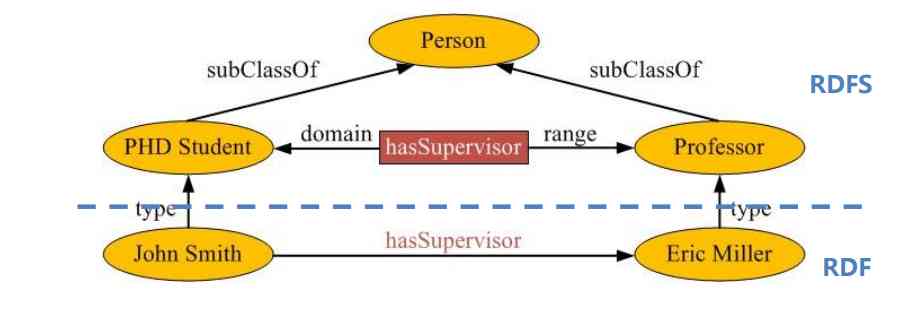 Person
subClassOf
subClassOf
RDFS
PHD Student
domain
hasSupervisor
range
Professor
type
type
John Smith
hasSupervisor
Eric Miller
RDF